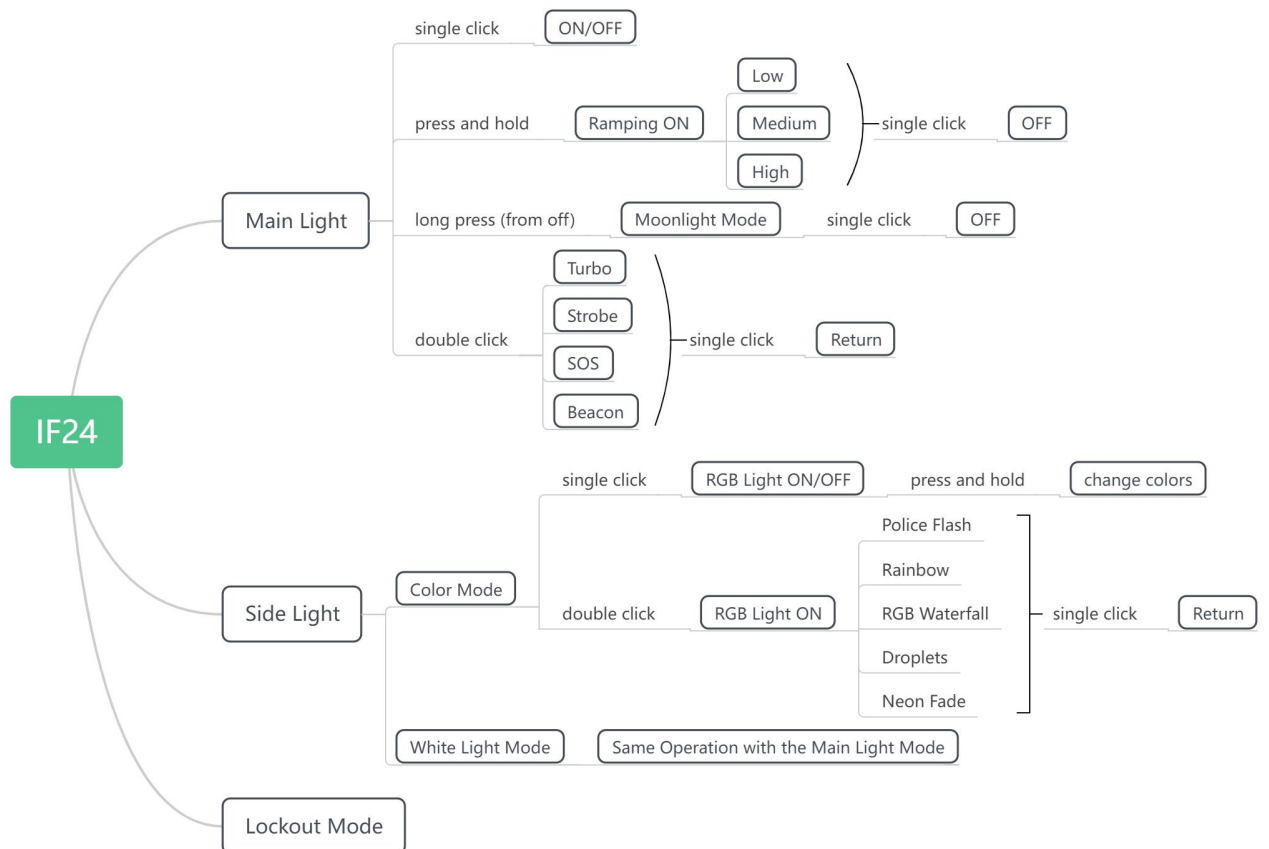 IF24
Main Light
single click
ON/OFF
press and hold
Ramping ON
Low
Medium
High
single click
OFF
long press (from off)
Moonlight Mode
single click
OFF
double click
Turbo
Strobe
SOS
Beacon
single click
Return
Side Light
Color Mode
single click
RGB Light ON/OFF
press and hold
change colors
double click
RGB Light ON
Police Flash
Rainbow
RGB Waterfall
Droplets
Neon Fade
single click
Return
White Light Mode
Same Operation with the Main Light Mode
Lockout Mode